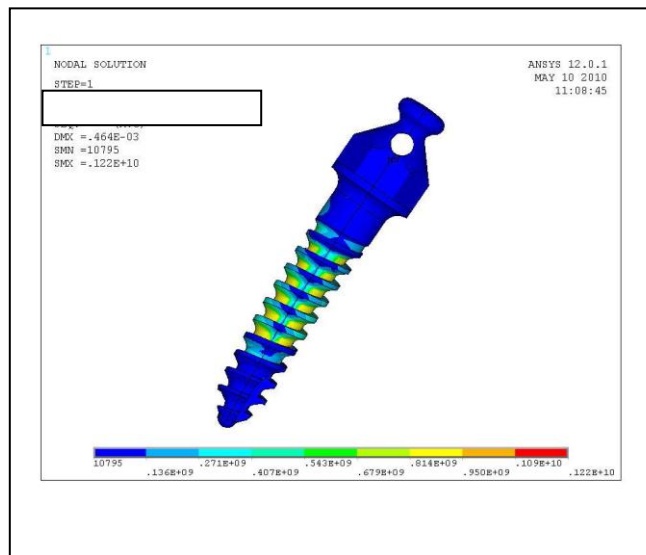 1
NODAL SOLUTION
STEP=1
DMX =.464E-03
SMN =10795
SMX =.122E+10
ANSYS 12.0.1
MAY 10 2010
11:08:45
10795 .136E+09 .271E+09 .407E+09 .543E+09 .679E+09 .814E+09 .950E+09 .109E+10 .122E+10